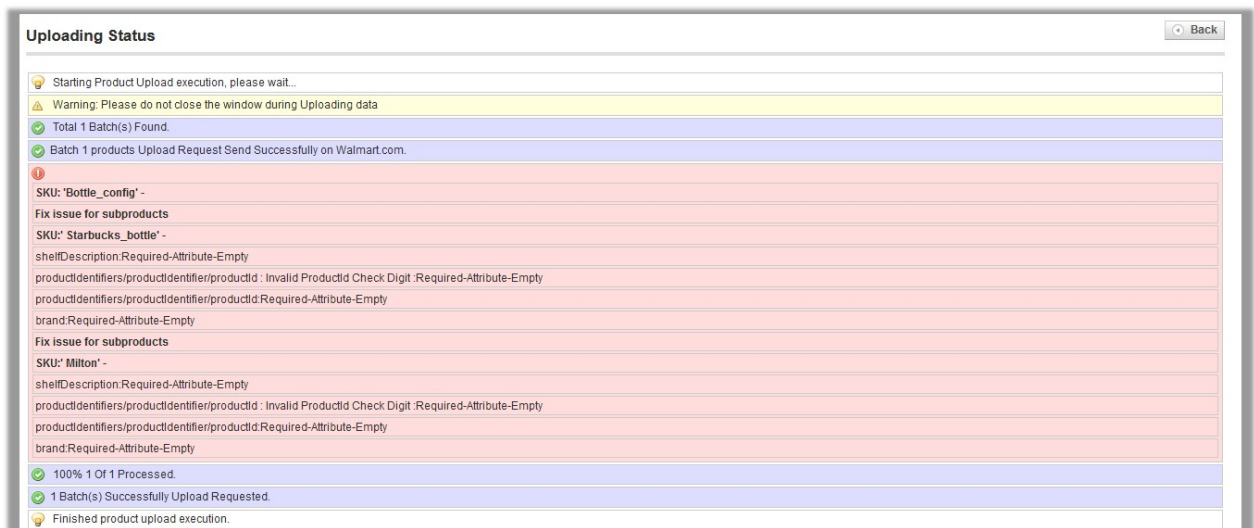 Uploading Status
Back
Starting Product Upload execution, please wait...
Warning: Please do not close the window during Uploading data
Total 1 Batch(s) Found.
Batch 1 products Upload Request Send Successfully on Walmart.com.
SKU: 'Bottle_config' -
Fix issue for subproducts
SKU:' Starbucks_bottle' -
shelfDescription:Required-Attribute-Empty
productIdentifiers/productIdentifier/productId : Invalid ProductId Check Digit :Required-Attribute-Empty
productIdentifiers/productIdentifier/productId:Required-Attribute-Empty
brand:Required-Attribute-Empty
Fix issue for subproducts
SKU:' Milton' -
shelfDescription:Required-Attribute-Empty
productIdentifiers/productIdentifier/productId : Invalid ProductId Check Digit :Required-Attribute-Empty
productIdentifiers/productIdentifier/productId:Required-Attribute-Empty
brand:Required-Attribute-Empty
100% 1 Of 1 Processed.
1 Batch(s) Successfully Upload Requested.
Finished product upload execution.